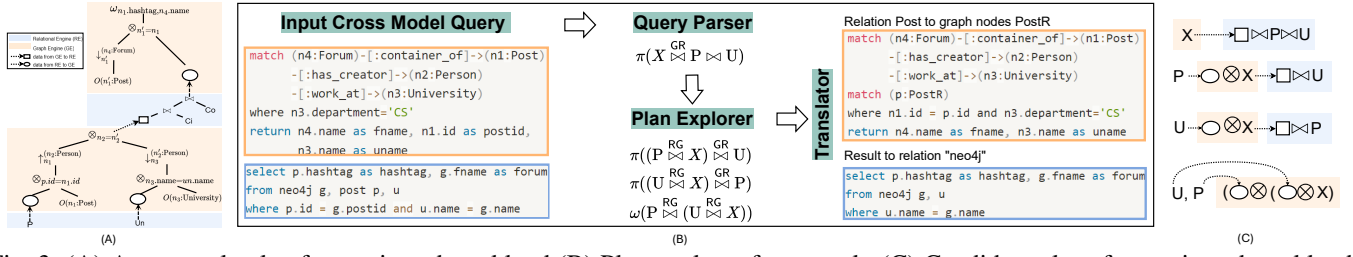 ω n₁.hashtag,n₄.name
⊗ n₁'=n₁
↓ n₁' (n₄:Forum)
O(n₁':Post)
Relational Engine (RE)
Graph Engine (GE)
data from GE to RE
data from RE to GE
⋈
⋈ Co
Ci
⊗ n₂=n₂'
↑ n₁ (n₂:Person)
↓ n₃ (n₂':Person)
⊗ p.id=n₁.id
⊗ n₃.name=un.name
O(n₁:Post)
O(n₃:University)
P
Un
(A)
Input Cross Model Query
match (n4:Forum)-[:container_of]->(n1:Post)
-[:has_creator]->(n2:Person)
-[:work_at]->(n3:University)
where n3.department='CS'
return n4.name as fname, n1.id as postid,
n3.name as uname
select p.hashtag as hashtag, g.fname as forum
from neo4j g, post p, u
where p.id = g.postid and u.name = g.name
Query Parser
π(X GR⋈ P ⋈ U)
Plan Explorer
π((P RG⋈ X) GR⋈ U)
π((U RG⋈ X) GR⋈ P)
ω(P RG⋈ (U RG⋈ X))
Translator
Relation Post to graph nodes PostR
match (n4:Forum)-[:container_of]->(n1:Post)
-[:has_creator]->(n2:Person)
-[:work_at]->(n3:University)
match (p:PostR)
where n1.id = p.id and n3.department='CS'
return n4.name as fname, n3.name as uname
Result to relation "neo4j"
select p.hashtag as hashtag, g.fname as forum
from neo4j g, u
where u.name = g.name
(B)
X □⋈P⋈U
P ○⊗X □⋈U
U ○⊗X □⋈P
U, P (○⊗(○⊗X)
(C)